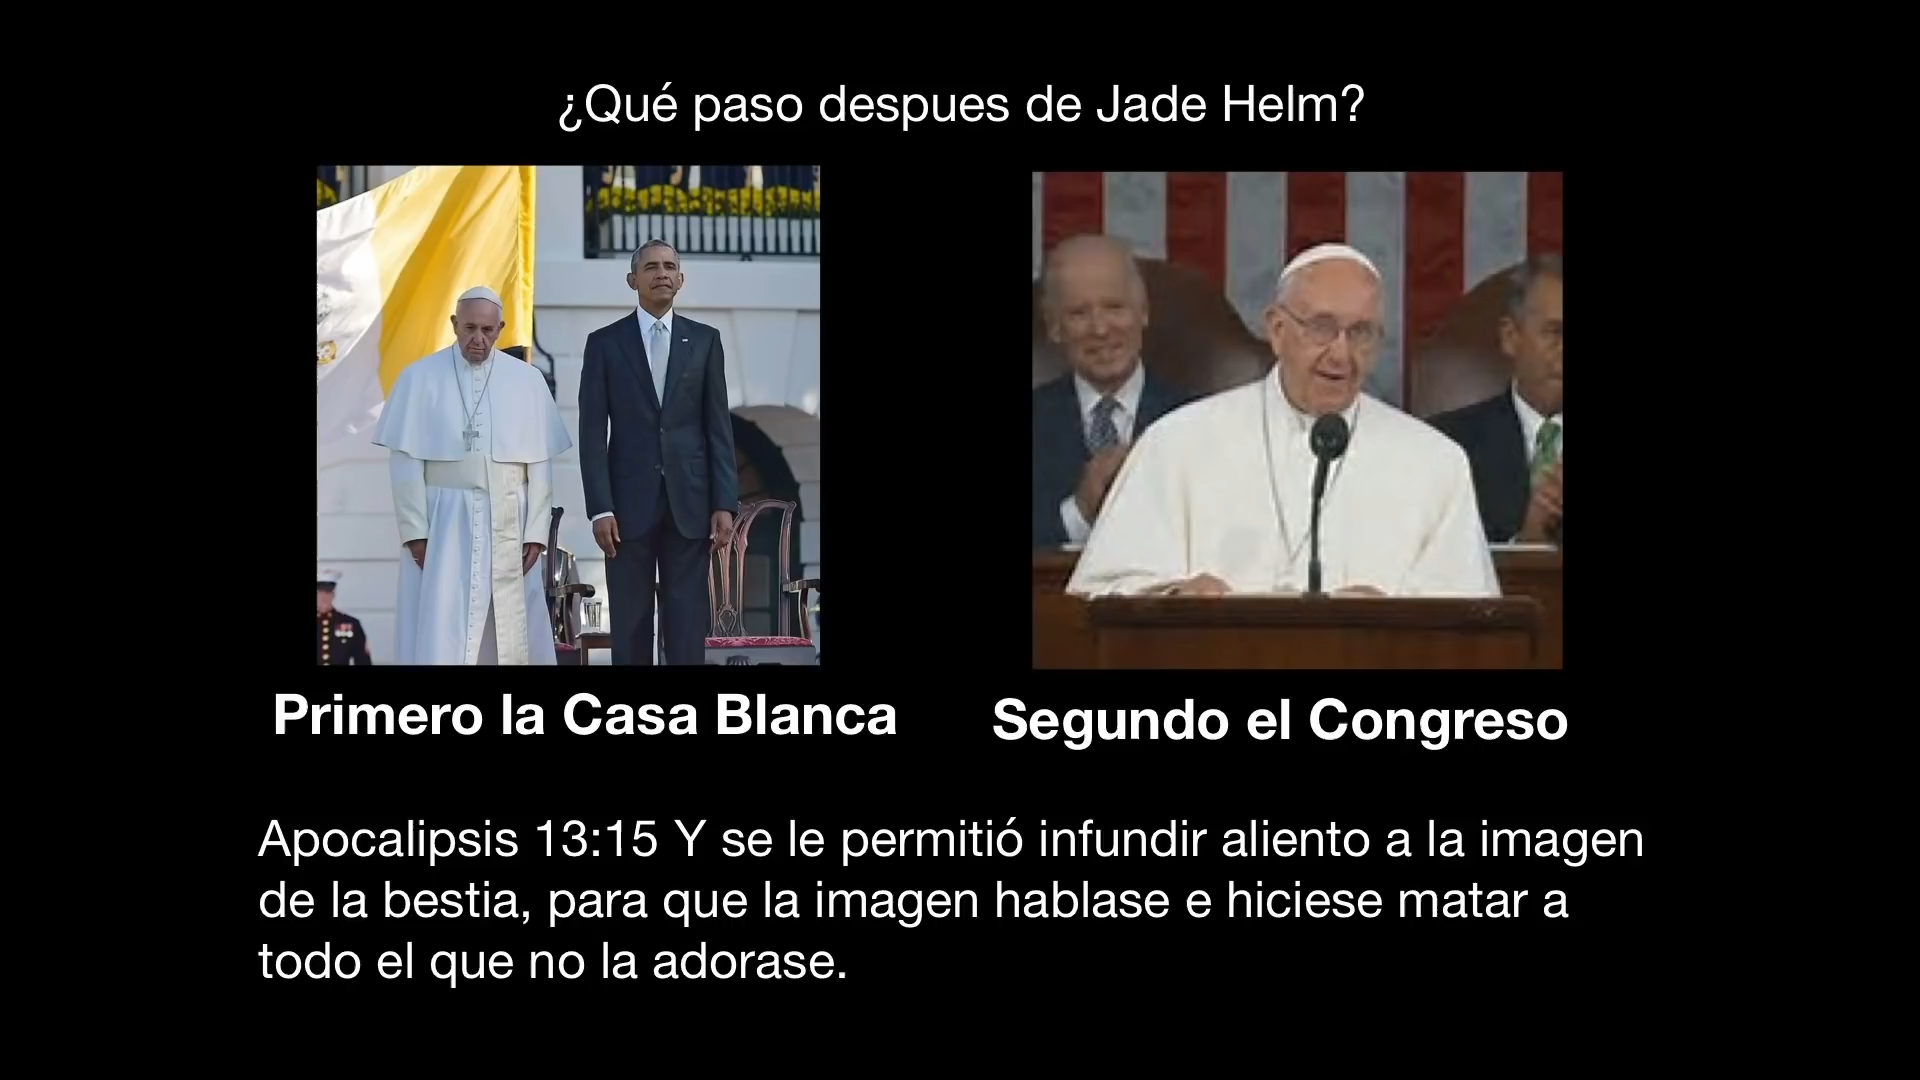 ¿Qué paso despues de Jade Helm?
Primero la Casa Blanca
Segundo el Congreso
Apocalipsis 13:15 Y se le permitió infundir aliento a la imagen
de la bestia, para que la imagen hablase e hiciese matar a
todo el que no la adorase.